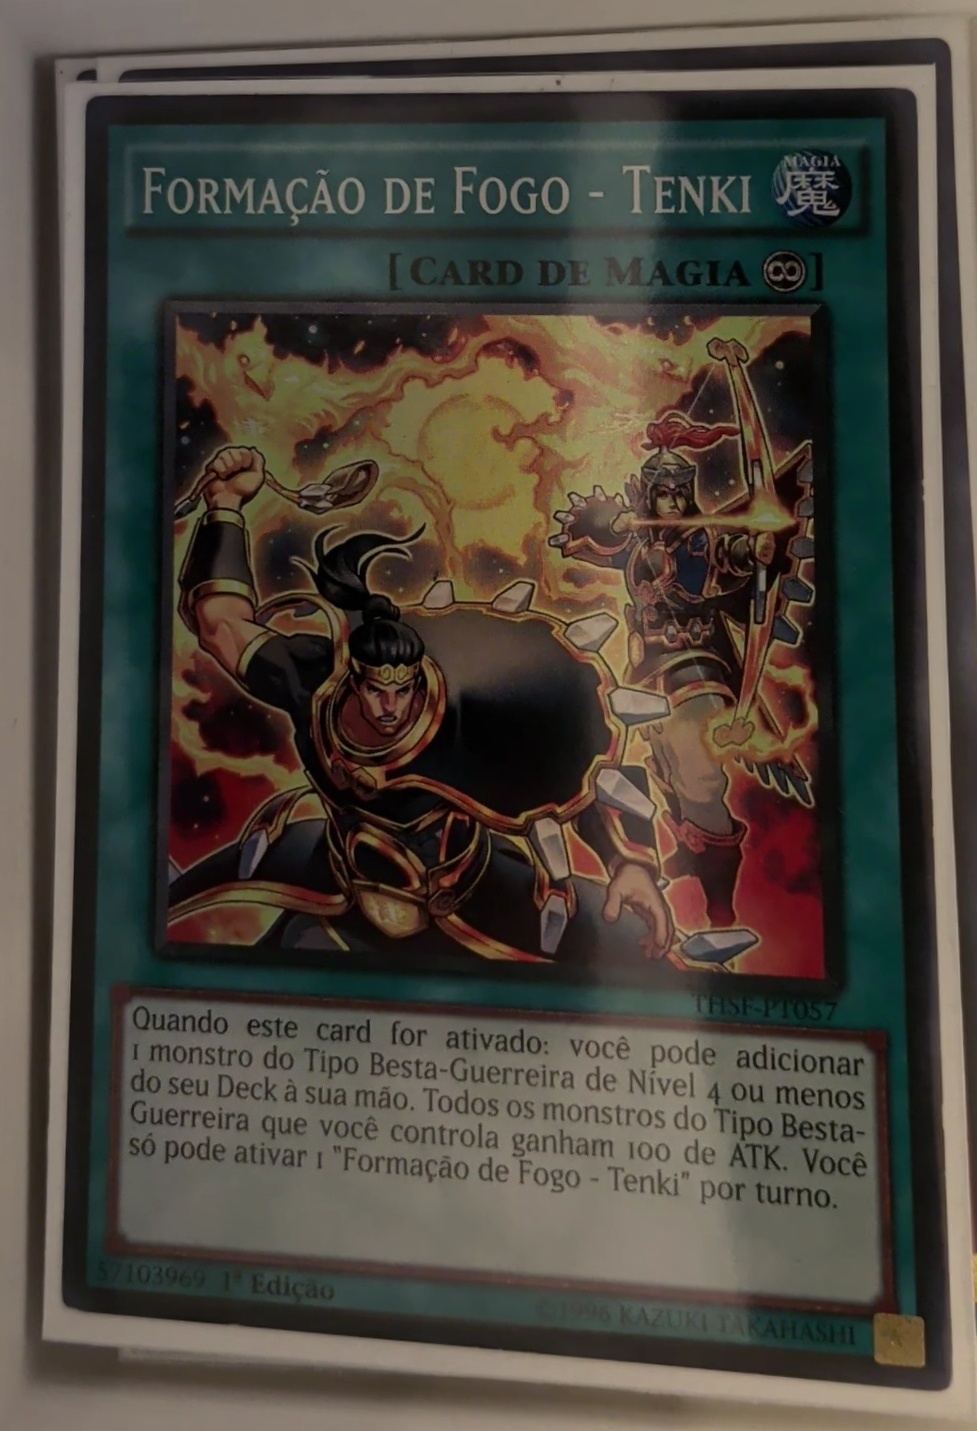 FORMAÇÃO DE FOGO - TENKI
MAGIA
魔
[CARD DE MAGIA ]
THSF-PT057
Quando este card for ativado: você pode adicionar
1 monstro do Tipo Besta-Guerreira de Nível 4 ou menos
do seu Deck à sua mão. Todos os monstros do Tipo Besta-
Guerreira que você controla ganham 100 de ATK. Você
só pode ativar 1 "Formação de Fogo - Tenki" por turno.
57103969 1ª Edição
©1996 KAZUKI TAKAHASHI